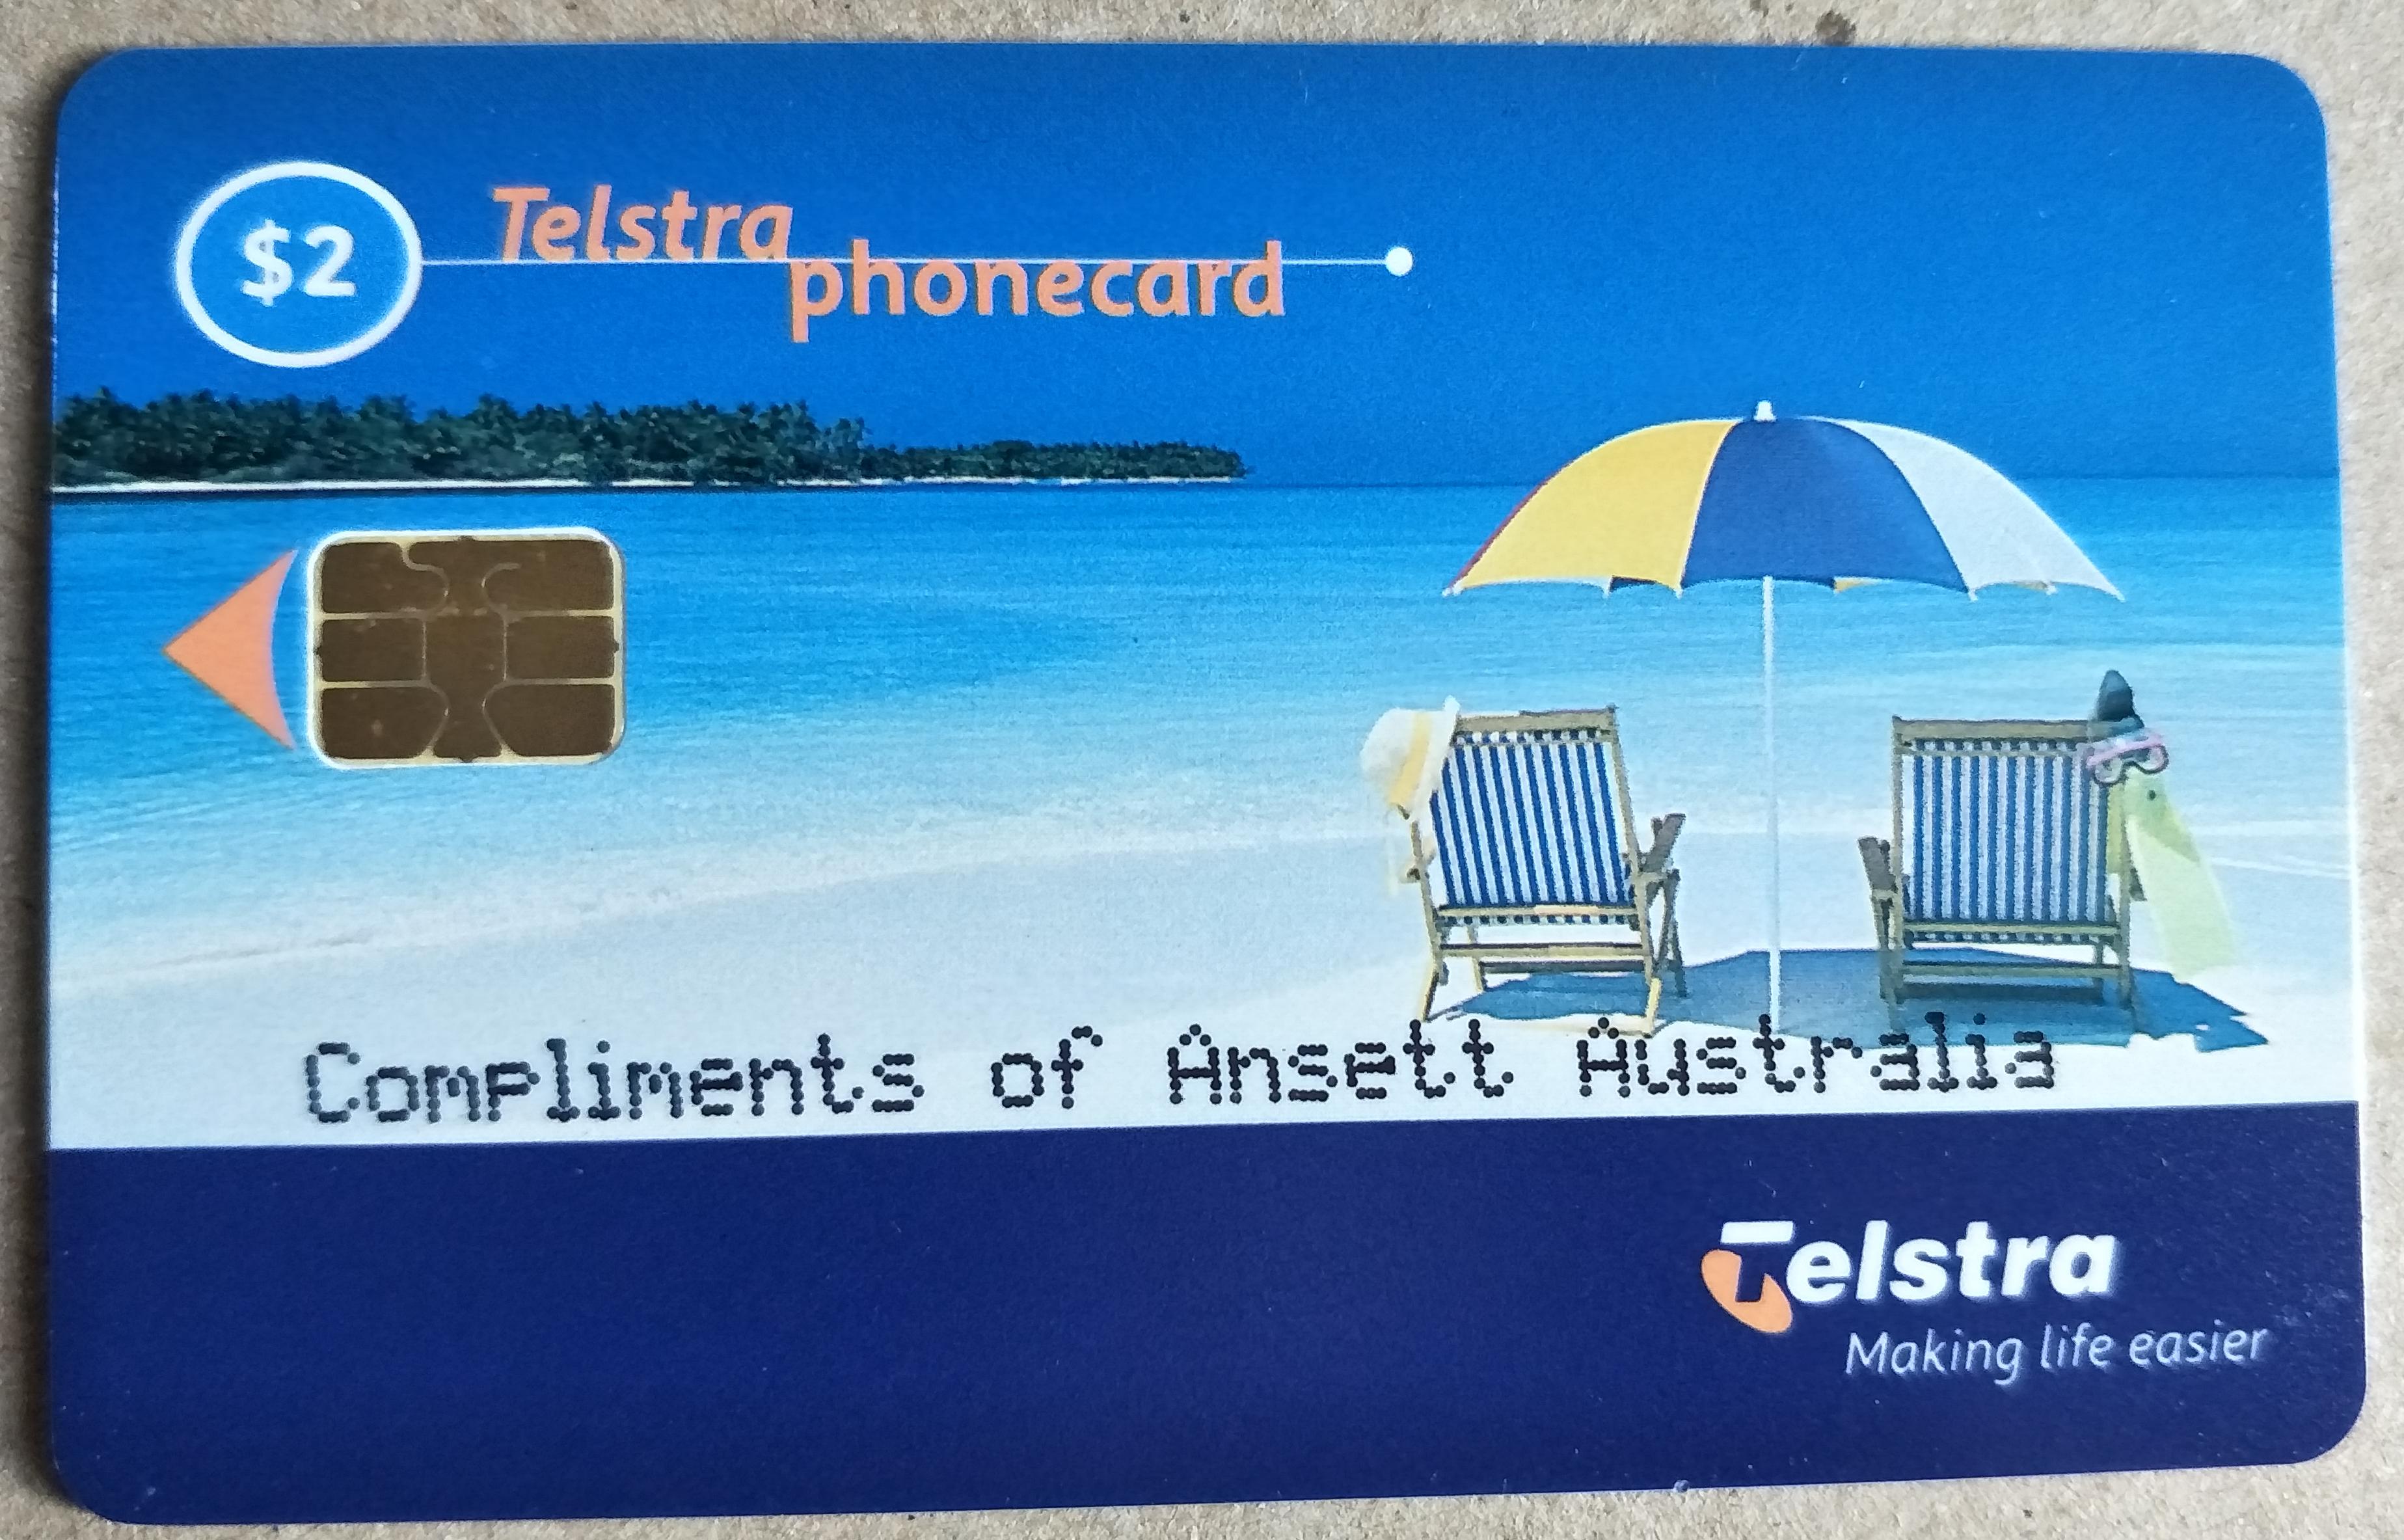 $2
Telstra
phonecard
Compliments of Ansett Australia
Telstra
Making life easier